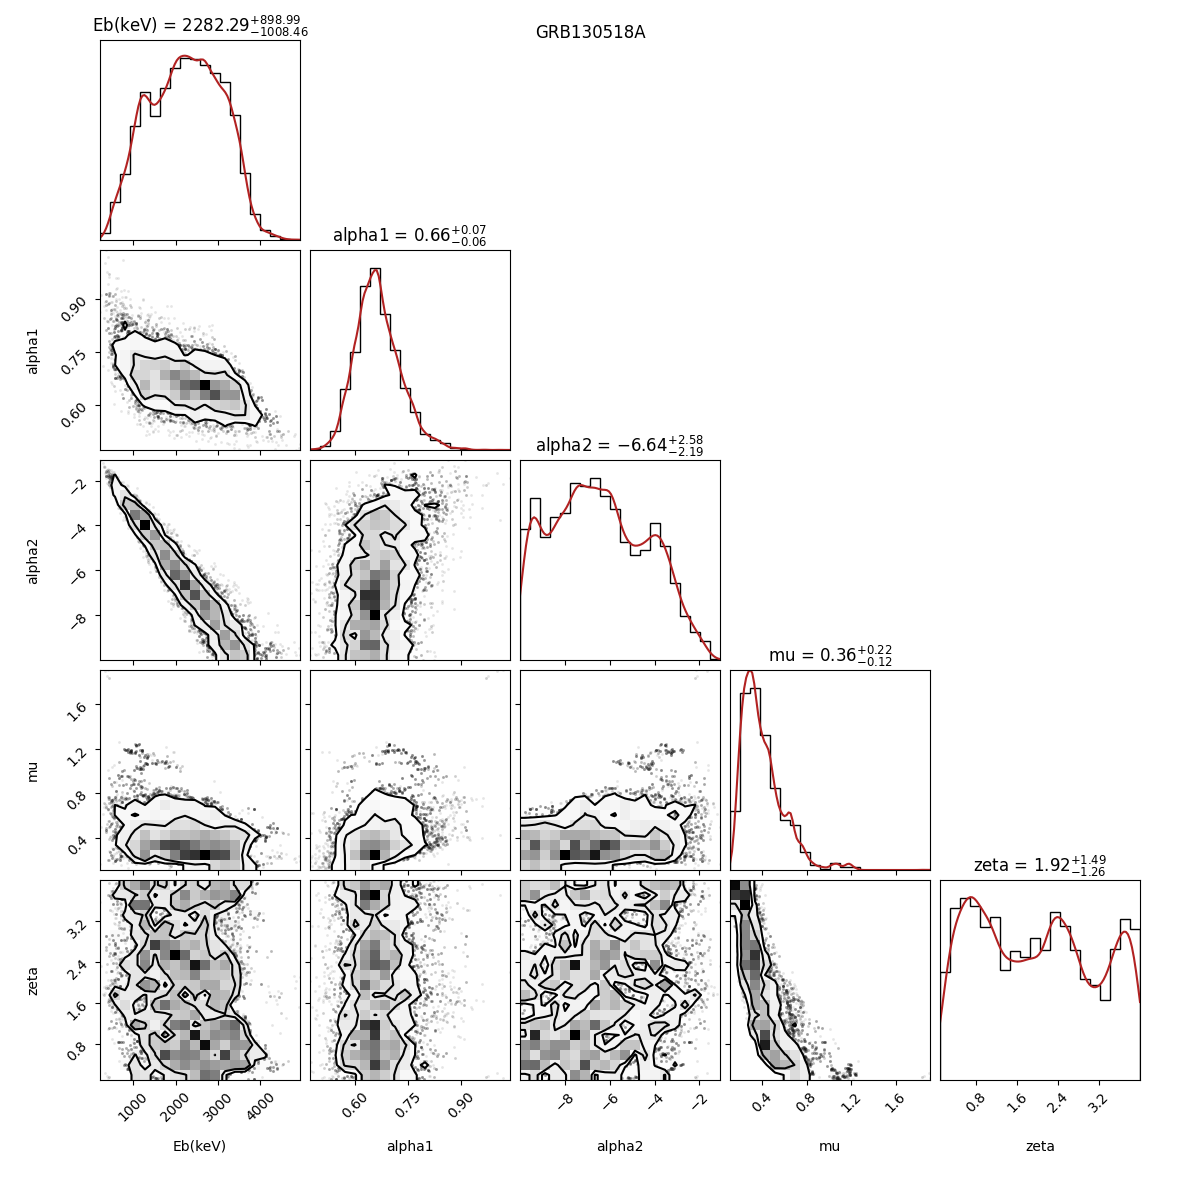 Eb(keV) = 2282.29+898.99−1008.46
GRB130518A
alpha1 = 0.66+0.07−0.06
alpha1
0.90
0.75
0.60
alpha2 = −6.64+2.58−2.19
alpha2
−2
−4
−6
−8
mu = 0.36+0.22−0.12
mu
1.6
1.2
0.8
0.4
zeta = 1.92+1.49−1.26
zeta
3.2
2.4
1.6
0.8
1000 2000 3000 4000
0.60 0.75 0.90
−8 −6 −4 −2
0.4 0.8 1.2 1.6
0.8 1.6 2.4 3.2
Eb(keV) alpha1 alpha2 mu zeta